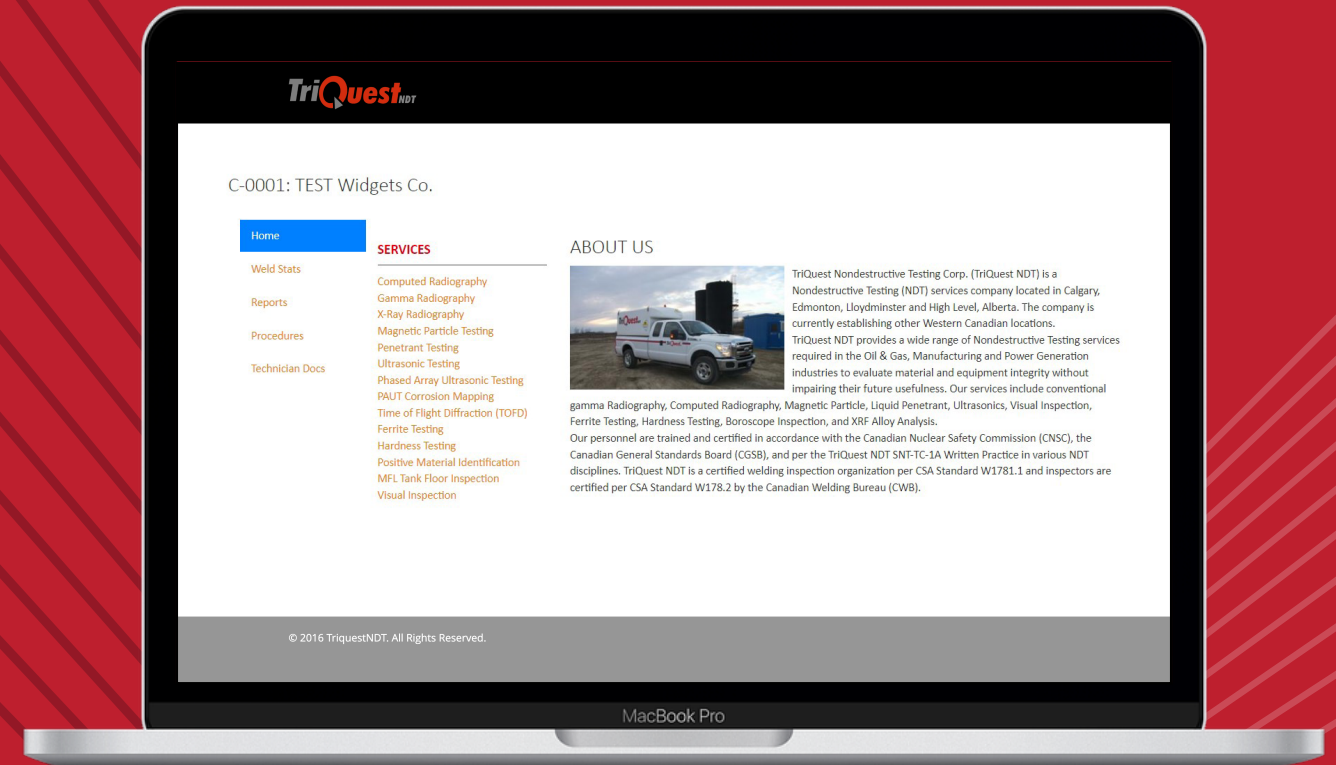 TriQuest NDT
C-0001: TEST Widgets Co.
Home
Weld Stats
Reports
Procedures
Technician Docs
SERVICES
Computed Radiography
Gamma Radiography
X-Ray Radiography
Magnetic Particle Testing
Penetrant Testing
Ultrasonic Testing
Phased Array Ultrasonic Testing
PAUT Corrosion Mapping
Time of Flight Diffraction (TOFD)
Ferrite Testing
Hardness Testing
Positive Material Identification
MFL Tank Floor Inspection
Visual Inspection
ABOUT US
TriQuest
TriQuest
TriQuest Nondestructive Testing Corp. (TriQuest NDT) is a
Nondestructive Testing (NDT) services company located in Calgary,
Edmonton, Lloydminster and High Level, Alberta. The company is
currently establishing other Western Canadian locations.
TriQuest NDT provides a wide range of Nondestructive Testing services
required in the Oil & Gas, Manufacturing and Power Generation
industries to evaluate material and equipment integrity without
impairing their future usefulness. Our services include conventional
gamma Radiography, Computed Radiography, Magnetic Particle, Liquid Penetrant, Ultrasonics, Visual Inspection,
Ferrite Testing, Hardness Testing, Boroscope Inspection, and XRF Alloy Analysis.
Our personnel are trained and certified in accordance with the Canadian Nuclear Safety Commission (CNSC), the
Canadian General Standards Board (CGSB), and per the TriQuest NDT SNT-TC-1A Written Practice in various NDT
disciplines. TriQuest NDT is a certified welding inspection organization per CSA Standard W1781.1 and inspectors are
certified per CSA Standard W178.2 by the Canadian Welding Bureau (CWB).
© 2016 TriquestNDT. All Rights Reserved.
MacBook Pro